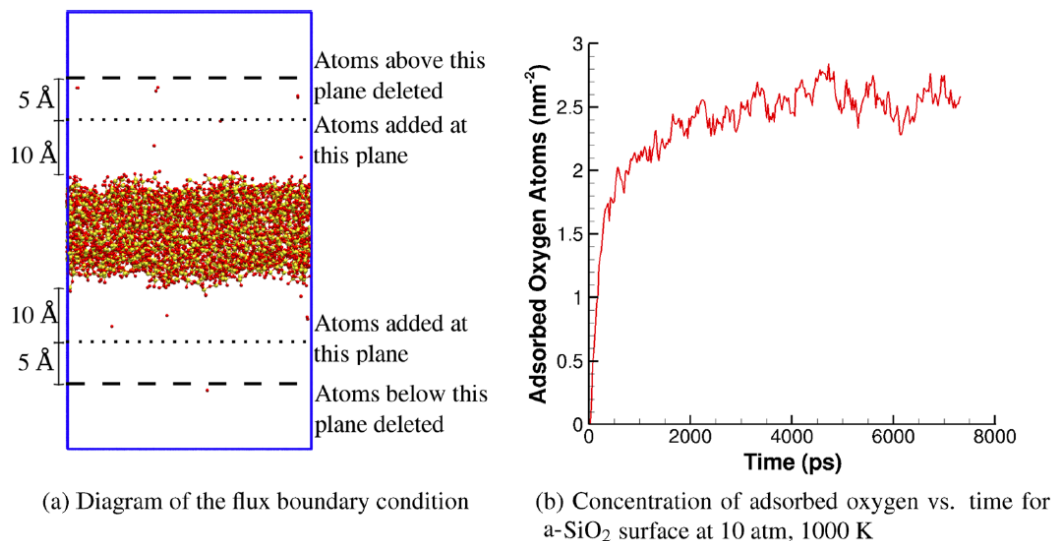 Atoms above this
plane deleted
5 Å
Atoms added at
this plane
10 Å
10 Å
Atoms added at
this plane
5 Å
Atoms below this
plane deleted
(a) Diagram of the flux boundary condition
Adsorbed Oxygen Atoms (nm⁻²)
3
2.5
2
1.5
1
0.5
0
0
2000
4000
6000
8000
Time (ps)
(b) Concentration of adsorbed oxygen vs. time for
a-SiO₂ surface at 10 atm, 1000 K